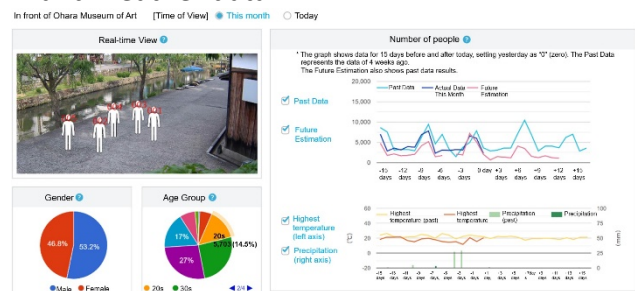 In front of Ohara Museum of Art [Time of View] This month Today
Real-time View ?
Number of people ?
* The graph shows data for 15 days before and after today, setting yesterday as "0" (zero). The Past Data
represents the data of 4 weeks ago.
The Future Estimation also shows past data results.
Past Data
Future
Estimation
Past Data Actual Data Future
This Month Estimation
20,000
15,000
10,000
5,000
0
-15 -12 -9 -6 -3 0 day +3 +6 +9 +12 +15
days days days days days days days days days days
Gender ?
46.8% 53.2%
Male Female
Age Group ?
20s
5,703(14.5%)
17%
27%
20s 30s 2/4
Highest
temperature
(left axis)
Precipitation
(right axis)
Highest Highest Precipitation Precipitation
temperature (past) temperature (past)
60 100
40 75
20 50
0 25
-20 0
(℃) (mm)